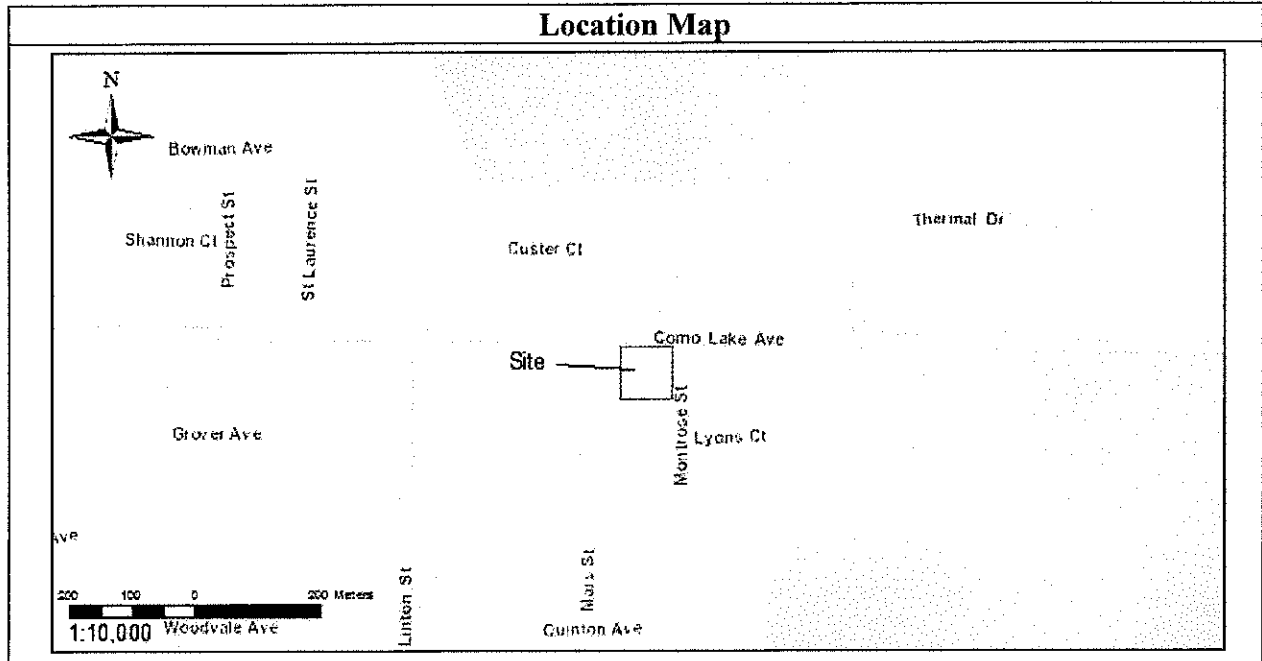 Location Map
N
Bowman Ave
Prospect St
St Laurence St
Thermal Dr
Shannon Ct
Custer Ct
Como Lake Ave
Site
Montrose St
Grover Ave
Lyons Ct
Ave
Linton St
Mars St
200 100 0 200 Meters
1:10,000
Woodvale Ave
Quinton Ave